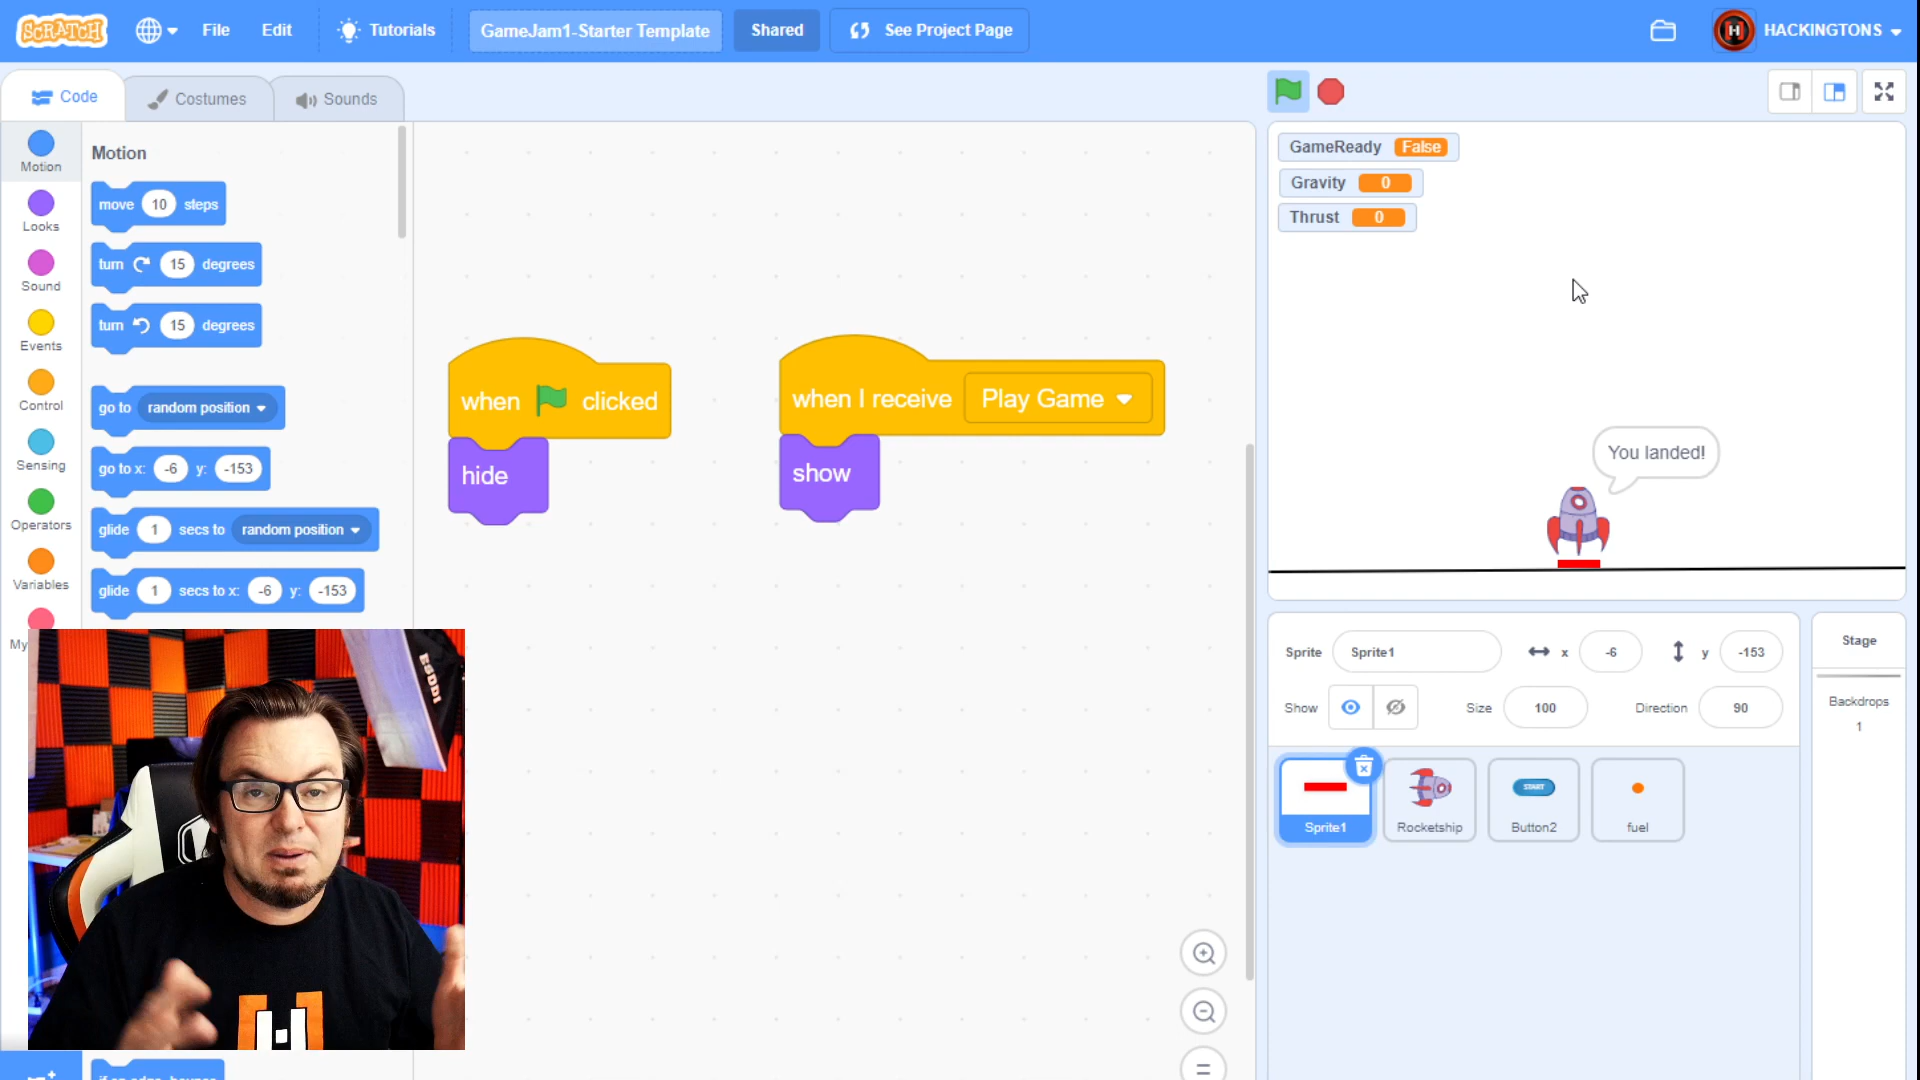 SCRATCH
File
Edit
Tutorials
GameJam1-Starter Template
Shared
See Project Page
HACKINGTONS
Code
Costumes
Sounds
Motion
Looks
Sound
Events
Control
Sensing
Operators
Variables
My
Motion
move 10 steps
turn 15 degrees
turn 15 degrees
go to random position
go to x: -6 y: -153
glide 1 secs to random position
glide 1 secs to x: -6 y: -153
when clicked
hide
when I receive Play Game
show
GameReady False
Gravity 0
Thrust 0
You landed!
Sprite Sprite1 x -6 y -153
Show Size 100 Direction 90
Sprite1
Rocketship
START
Button2
fuel
Stage
Backdrops
1
H
H